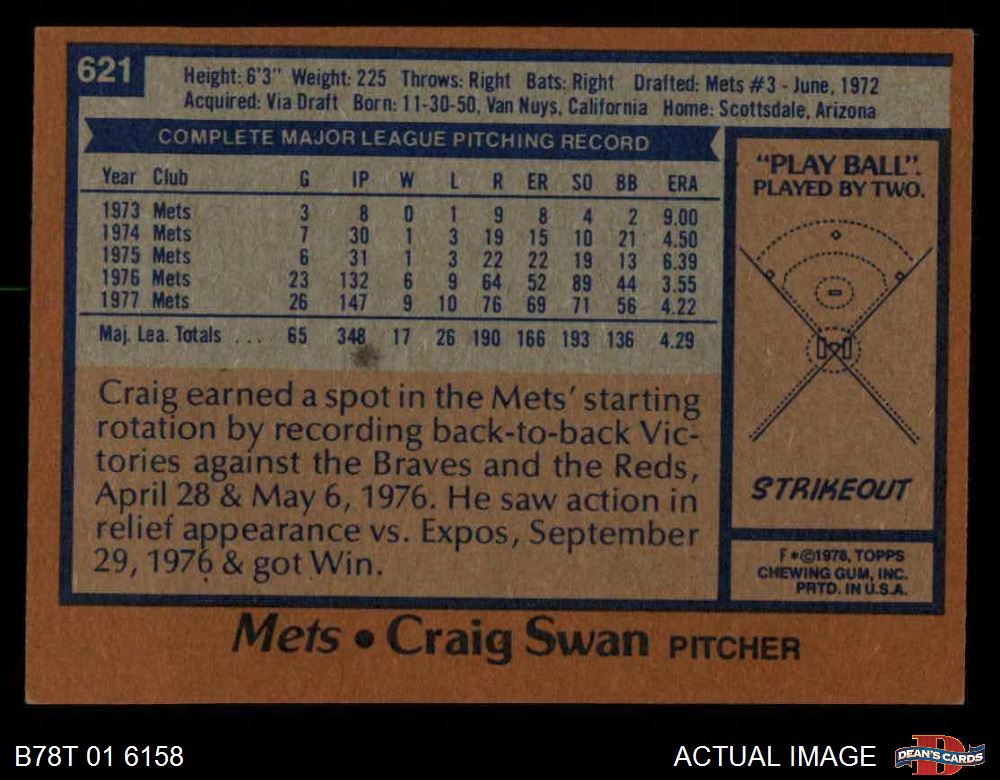 621
Height: 6'3" Weight: 225 Throws: Right Bats: Right Drafted: Mets #3 - June, 1972
Acquired: Via Draft Born: 11-30-50, Van Nuys, California Home: Scottsdale, Arizona
COMPLETE MAJOR LEAGUE PITCHING RECORD
Year Club G IP W L R ER SO BB ERA
1973 Mets 3 8 0 1 9 8 4 2 9.00
1974 Mets 7 30 1 3 19 15 10 21 4.50
1975 Mets 6 31 1 3 22 22 19 13 6.39
1976 Mets 23 132 6 9 64 52 89 44 3.55
1977 Mets 26 147 9 10 76 69 71 56 4.22
Maj. Lea. Totals ... 65 348 17 26 190 166 193 136 4.29
Craig earned a spot in the Mets' starting
rotation by recording back-to-back Vic-
tories against the Braves and the Reds,
April 28 & May 6, 1976. He saw action in
relief appearance vs. Expos, September
29, 1976 & got Win.
"PLAY BALL".
PLAYED BY TWO.
STRIKEOUT
F*©1978, TOPPS
CHEWING GUM, INC.
PRTD. IN U.S.A.
Mets • Craig Swan PITCHER
B78T 01 6158
ACTUAL IMAGE
DEAN'S CARDS